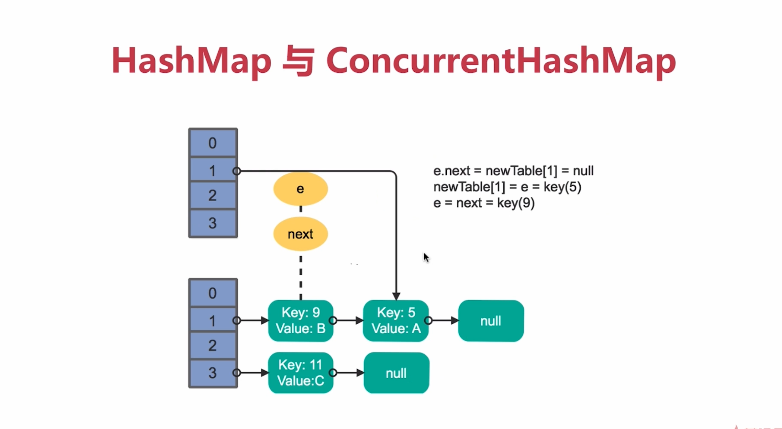 HashMap 与 ConcurrentHashMap
0
1
2
3
e
next
e.next = newTable[1] = null
newTable[1] = e = key(5)
e = next = key(9)
0
1
2
3
Key: 9
Value: B
Key: 5
Value: A
null
Key: 11
Value:C
null